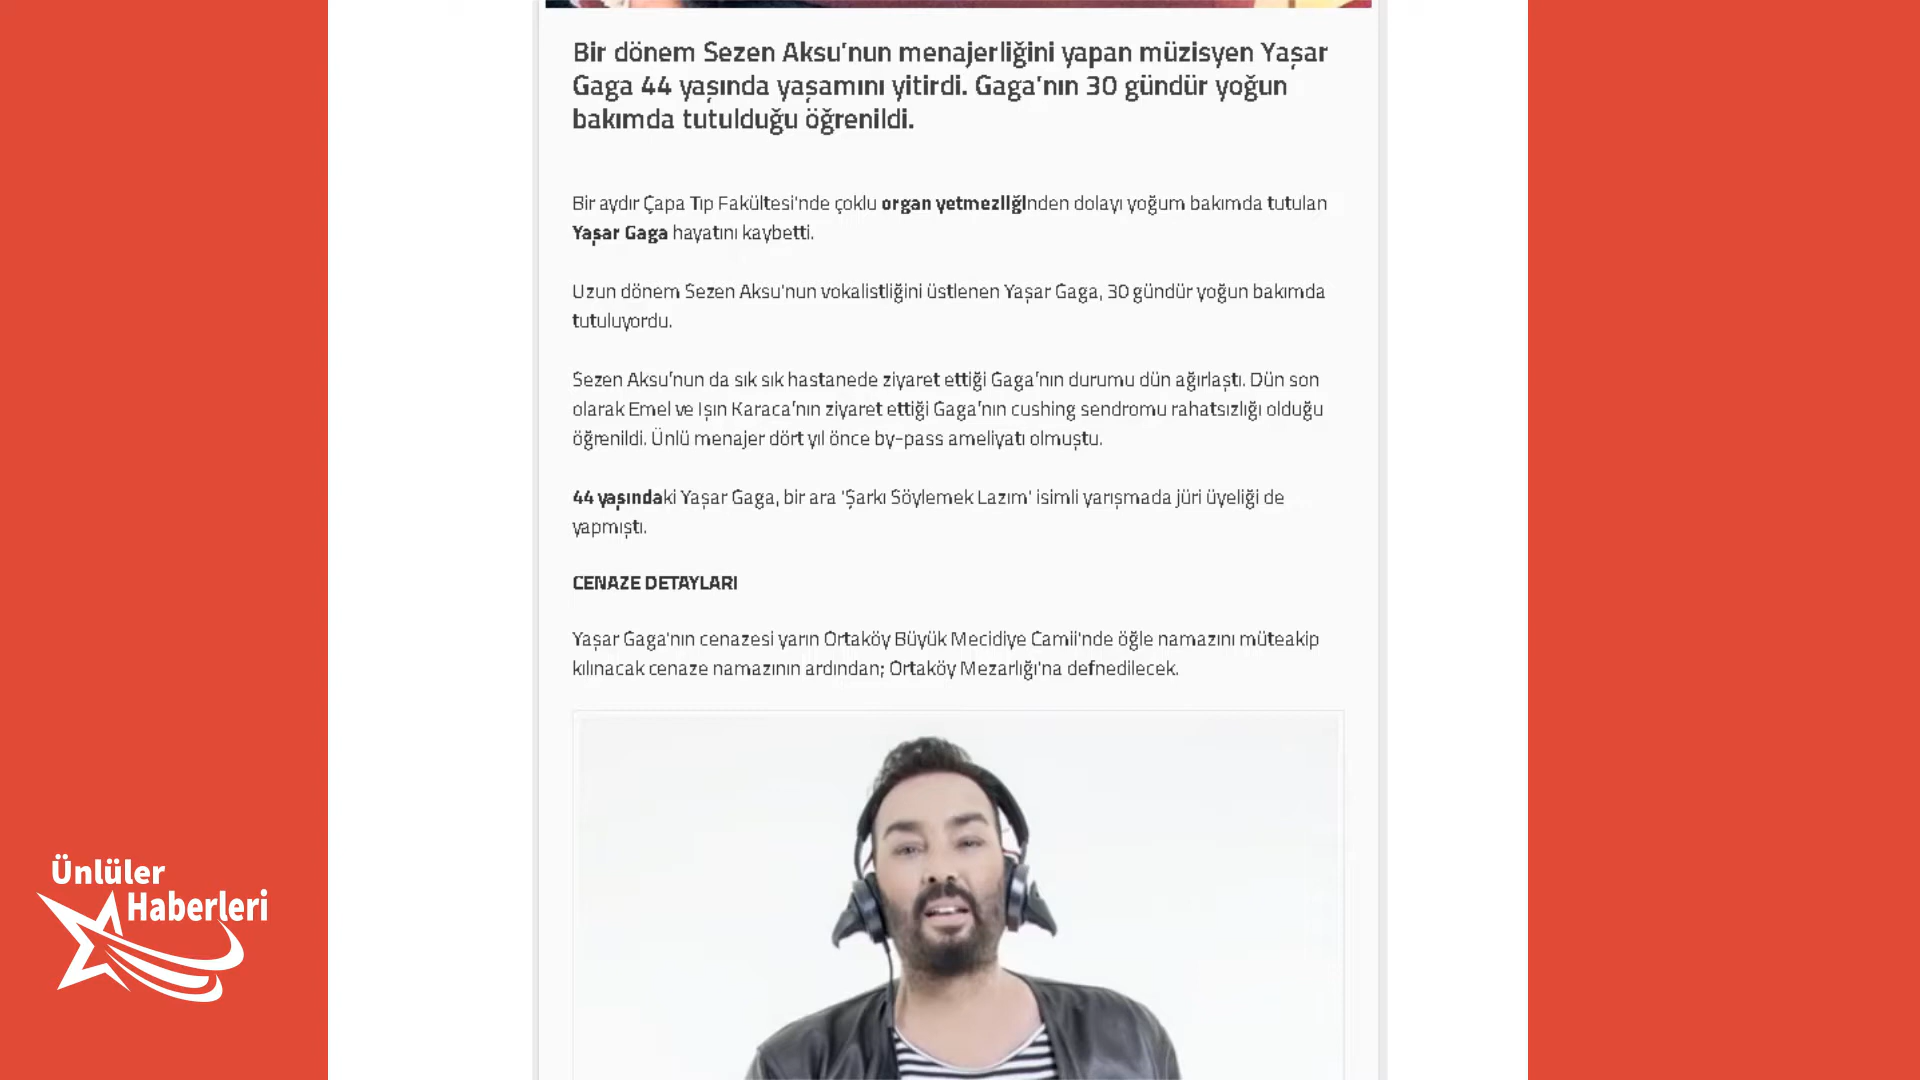 Bir dönem Sezen Aksu'nun menajerliğini yapan müzisyen Yaşar
Gaga 44 yaşında yaşamını yitirdi. Gaga'nın 30 gündür yoğun
bakımda tutulduğu öğrenildi.
Bir aydır Çapa Tıp Fakültesi'nde çoklu organ yetmezliğinden dolayı yoğum bakımda tutulan
Yaşar Gaga hayatını kaybetti.
Uzun dönem Sezen Aksu'nun vokalistliğini üstlenen Yaşar Gaga, 30 gündür yoğun bakımda
tutuluyordu.
Sezen Aksu'nun da sık sık hastanede ziyaret ettiği Gaga'nın durumu dün ağırlaştı. Dün son
olarak Emel ve Işın Karaca'nın ziyaret ettiği Gaga'nın cushing sendromu rahatsızlığı olduğu
öğrenildi. Ünlü menajer dört yıl önce by-pass ameliyatı olmuştu.
44 yaşındaki Yaşar Gaga, bir ara 'Şarkı Söylemek Lazım' isimli yarışmada jüri üyeliği de
yapmıştı.
CENAZE DETAYLARI
Yaşar Gaga'nın cenazesi yarın Ortaköy Büyük Mecidiye Camii'nde öğle namazını müteakip
kılınacak cenaze namazının ardından; Ortaköy Mezarlığı'na defnedilecek.
Ünlüler
Haberleri